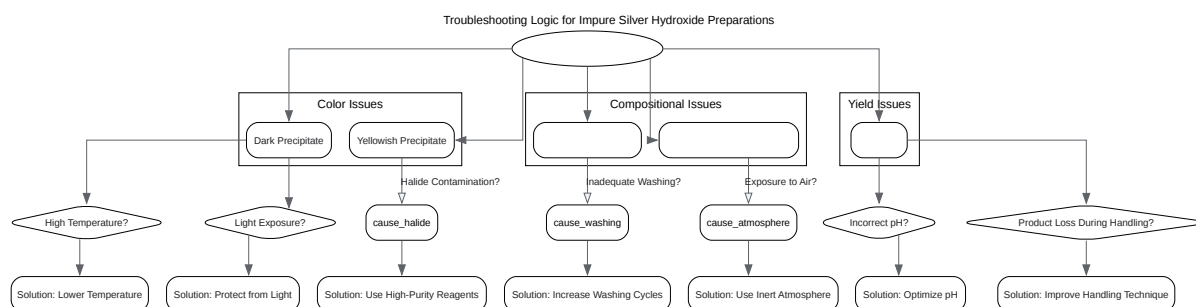 Troubleshooting Logic for Impure Silver Hydroxide Preparations
Color Issues
Compositional Issues
Yield Issues
Dark Precipitate
Yellowish Precipitate
Halide Contamination?
Inadequate Washing?
Exposure to Air?
High Temperature?
Light Exposure?
cause_halide
cause_washing
cause_atmosphere
Incorrect pH?
Product Loss During Handling?
Solution: Lower Temperature
Solution: Protect from Light
Solution: Use High-Purity Reagents
Solution: Increase Washing Cycles
Solution: Use Inert Atmosphere
Solution: Optimize pH
Solution: Improve Handling Technique